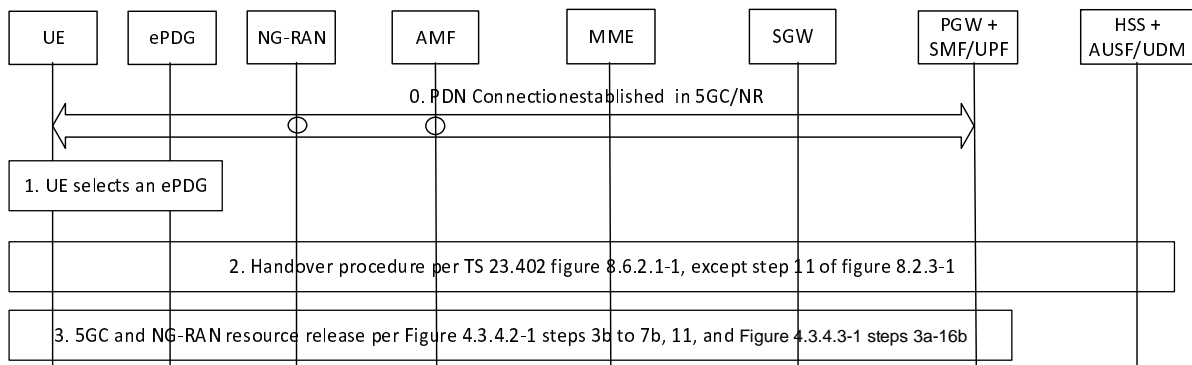 UE
ePDG
NG-RAN
AMF
MME
SGW
PGW +
SMF/UPF
HSS +
AUSF/UDM
0. PDN Connectionestablished in 5GC/NR
1. UE selects an ePDG
2. Handover procedure per TS 23.402 figure 8.6.2.1-1, except step 11 of figure 8.2.3-1
3. 5GC and NG-RAN resource release per Figure 4.3.4.2-1 steps 3b to 7b, 11, and Figure 4.3.4.3-1 steps 3a-16b